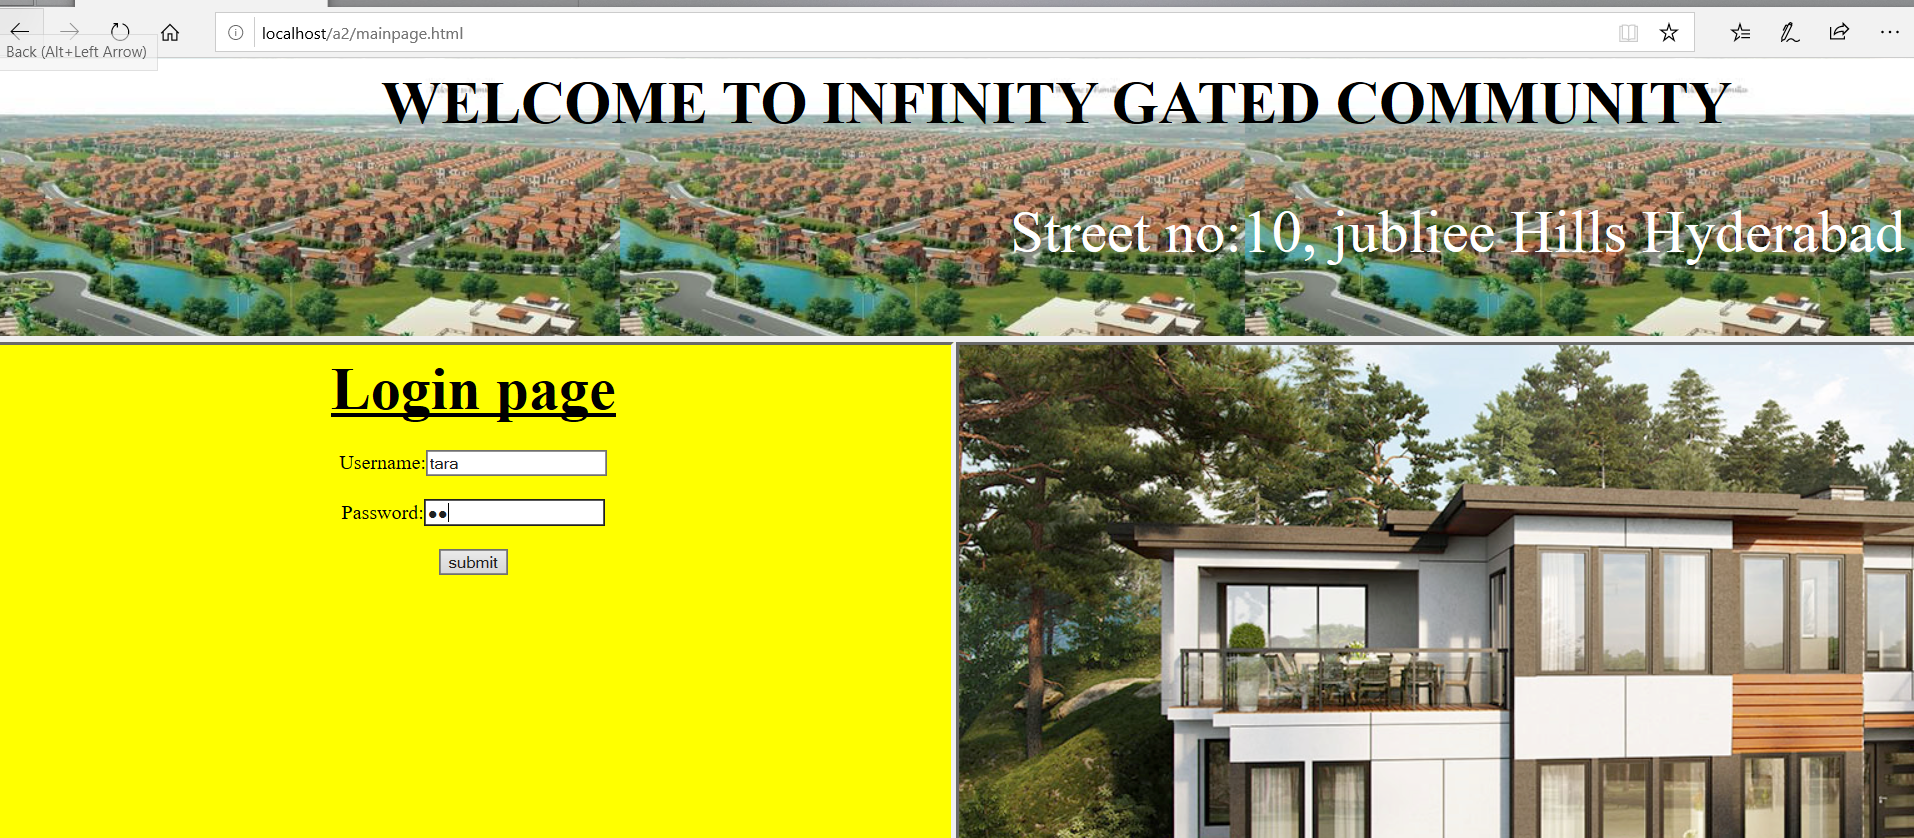 localhost/a2/mainpage.html
Back (Alt+Left Arrow)
WELCOME TO INFINITY GATED COMMUNITY
Street no:10, jubliee Hills Hyderabad
Login page
Username:tara
Password:
submit